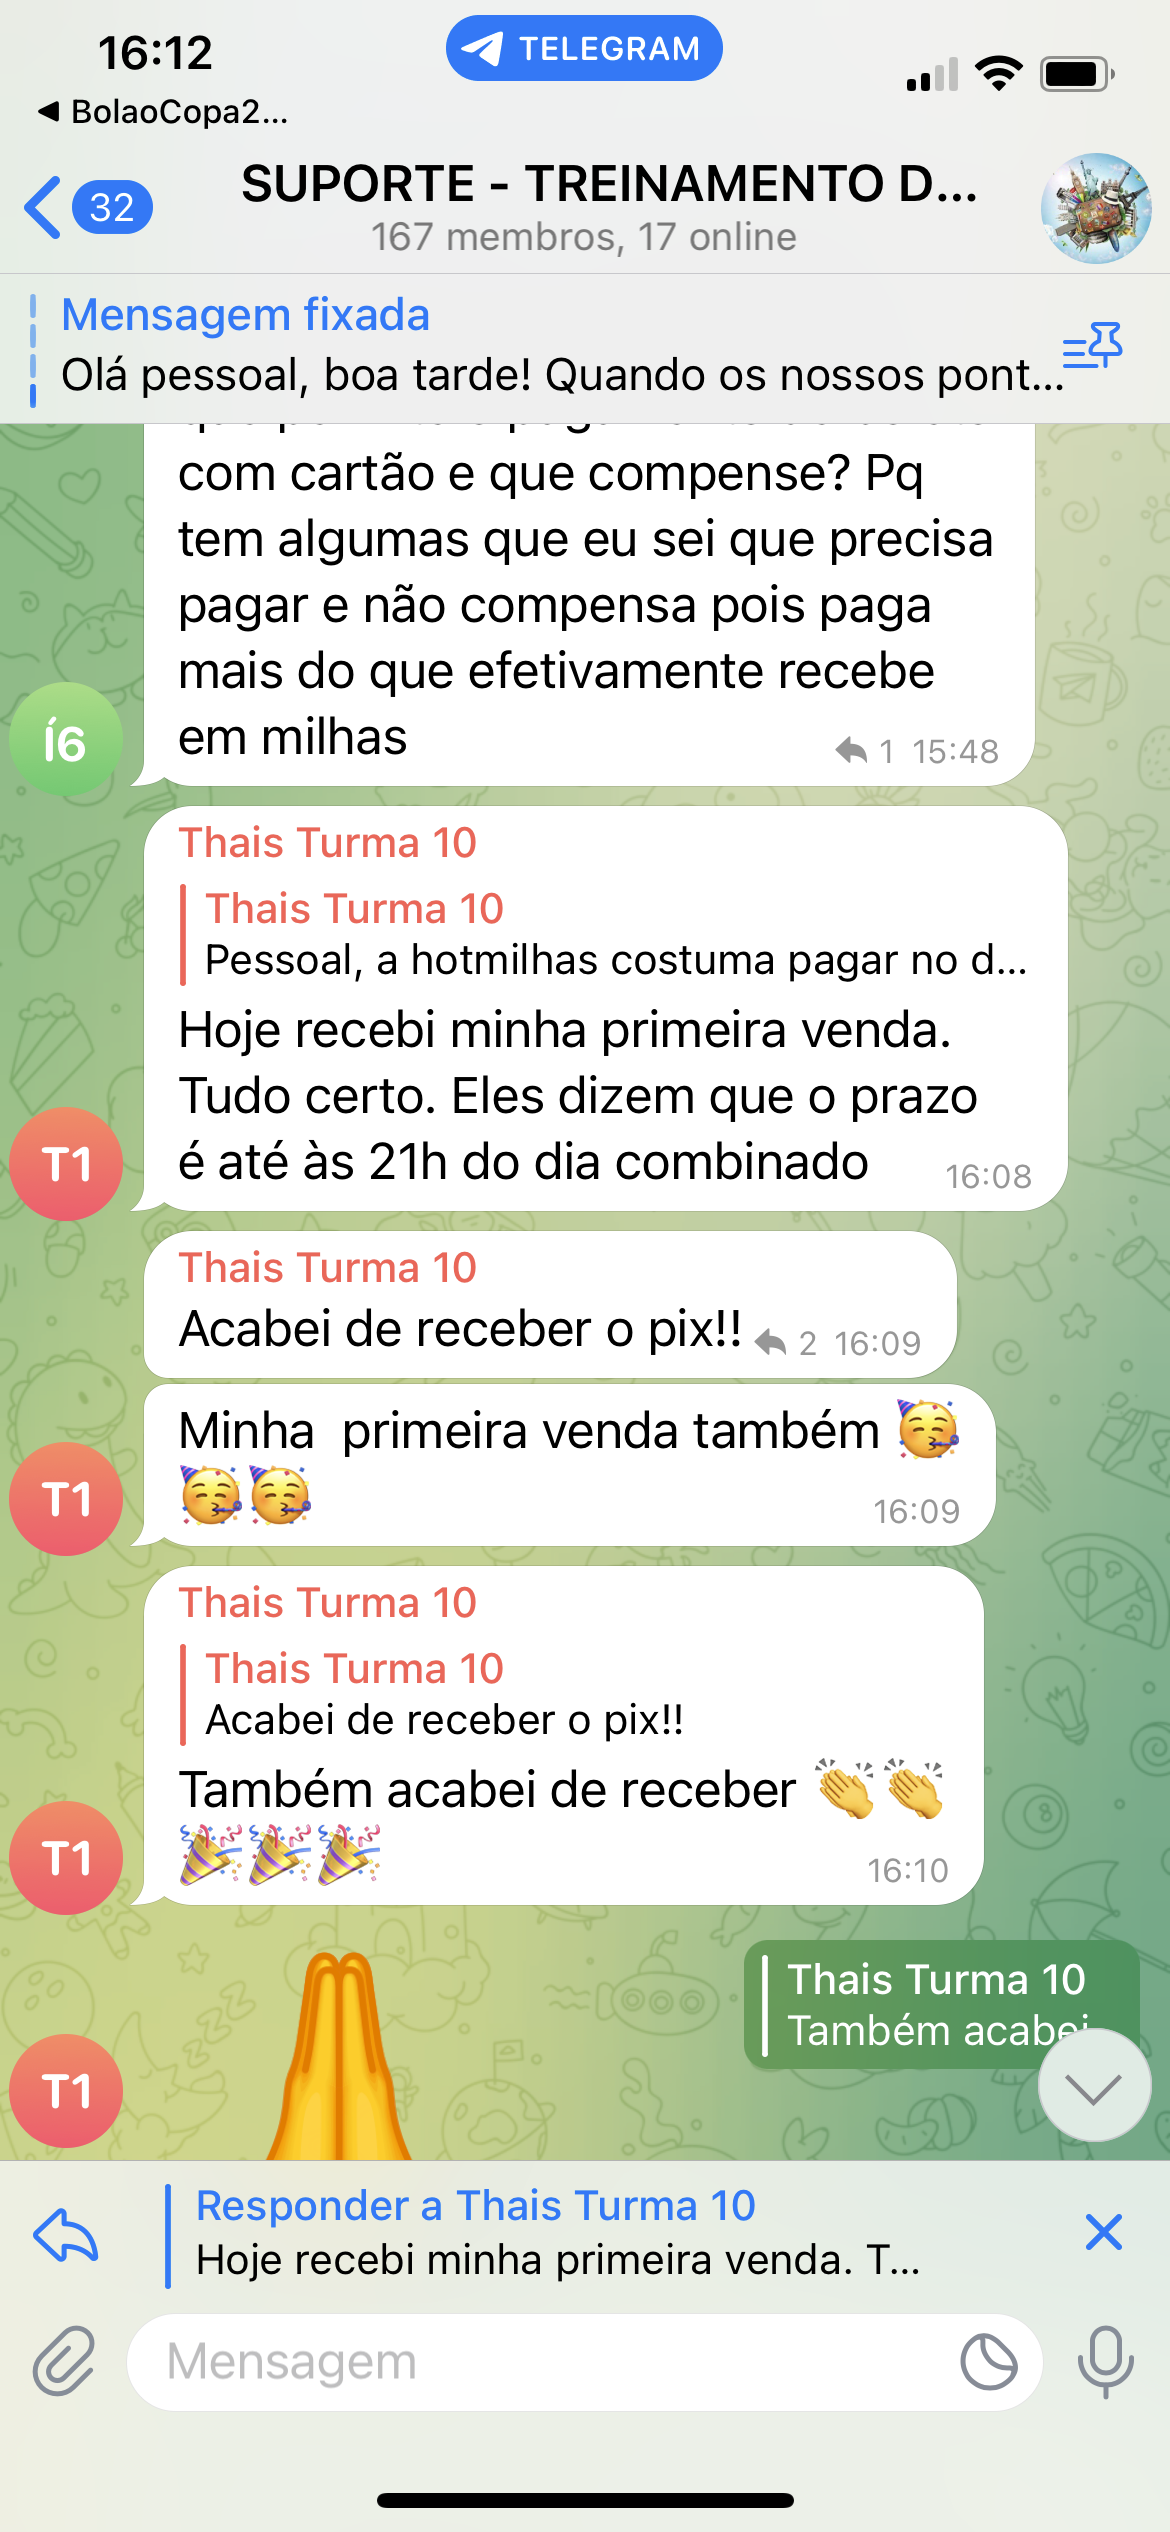 16:12
TELEGRAM
◀ BolaoCopa2...
32
SUPORTE - TREINAMENTO D...
167 membros, 17 online
Mensagem fixada
Olá pessoal, boa tarde! Quando os nossos pont...
com cartão e que compense? Pq
tem algumas que eu sei que precisa
pagar e não compensa pois paga
mais do que efetivamente recebe
em milhas
1 15:48
Í6
Thais Turma 10
Thais Turma 10
Pessoal, a hotmilhas costuma pagar no d...
Hoje recebi minha primeira venda.
Tudo certo. Eles dizem que o prazo
é até às 21h do dia combinado
16:08
T1
Thais Turma 10
Acabei de receber o pix!!
2 16:09
Minha primeira venda também 🥳
🥳🥳
16:09
T1
Thais Turma 10
Thais Turma 10
Acabei de receber o pix!!
Também acabei de receber 👏👏
🎉🎉🎉
16:10
T1
Thais Turma 10
Também acabei
T1
Responder a Thais Turma 10
Hoje recebi minha primeira venda. T...
Mensagem